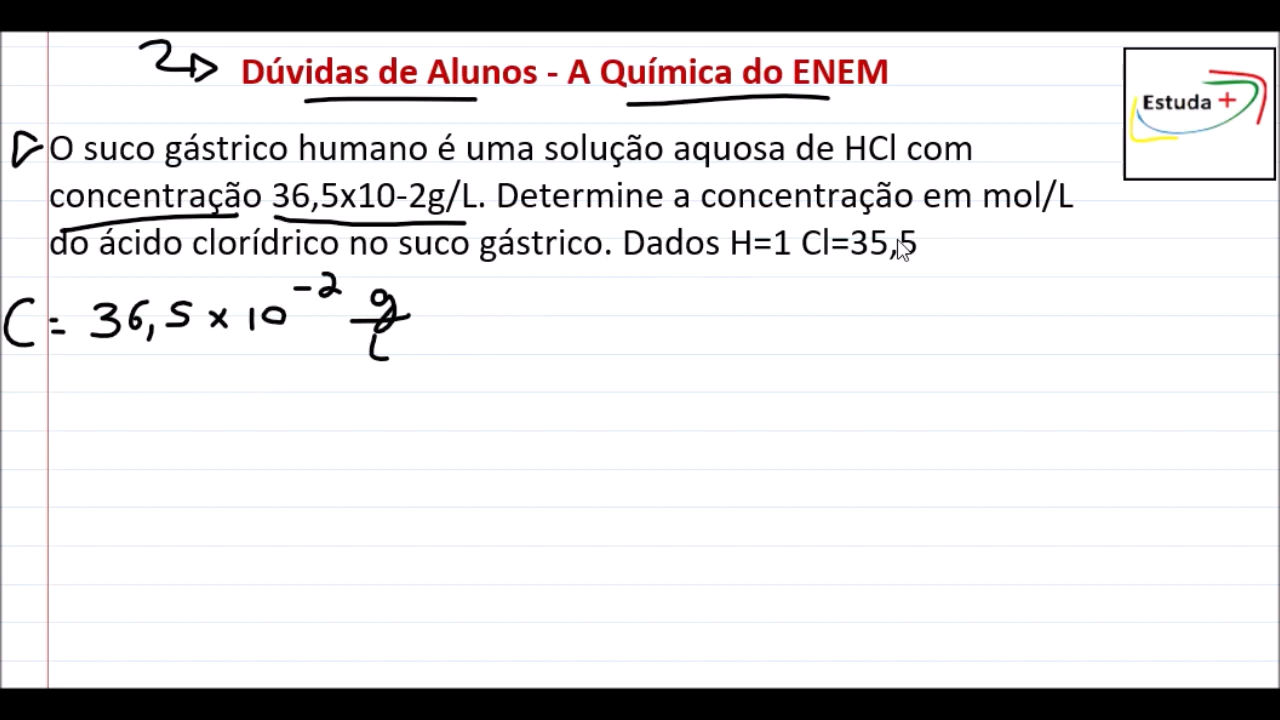 Dúvidas de Alunos - A Química do ENEM
Estuda +
O suco gástrico humano é uma solução aquosa de HCl com
concentração 36,5x10-2g/L. Determine a concentração em mol/L
do ácido clorídrico no suco gástrico. Dados H=1 Cl=35,5
C = 36,5 x 10⁻² g/L